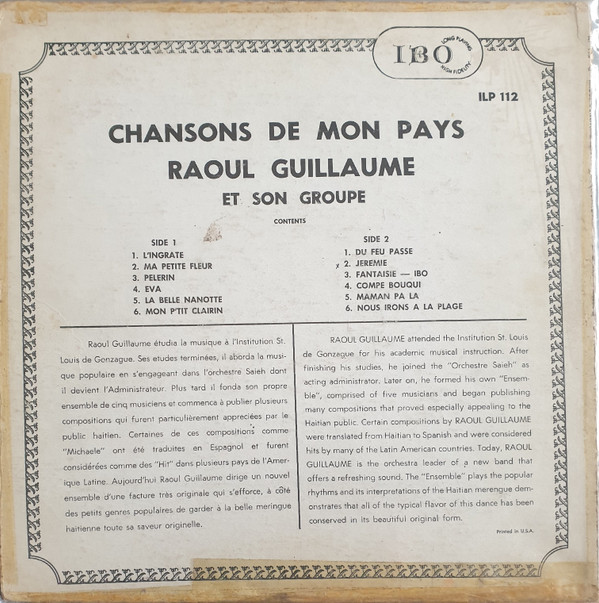 IBO
LONG PLAYING
HIGH FIDELITY
ILP 112
CHANSONS DE MON PAYS
RAOUL GUILLAUME
ET SON GROUPE
CONTENTS
SIDE 1
1. L'INGRATE
2. MA PETITE FLEUR
3. PELERIN
4. EVA
5. LA BELLE NANOTTE
6. MON P'TIT CLAIRIN
SIDE 2
1. DU FEU PASSE
2. JEREMIE
3. FANTAISIE — IBO
4. COMPE BOUQUI
5. MAMAN PA LA
6. NOUS IRONS A LA PLAGE
Raoul Guillaume étudia la musique à l'Institution St.
Louis de Gonzague. Ses etudes terminées, il aborda la musi-
que populaire en s'engageant dans l'orchestre Saieh dont
il devient l'Administrateur. Plus tard il fonda son propre
ensemble de cinq musiciens et commenca à publier plusieurs
compositions qui furent particulièrement appreciées par le
public haitien. Certaines de ces compositions comme
"Michaele" ont été traduites en Espagnol et furent
considérées comme des "Hit" dans plusieurs pays de l'Amer-
ique Latine. Aujourd'hui Raoul Guillaume dirige un nouvel
ensemble d'une facture très originale qui s'efforce, à côté
des petits genres populaires de garder à la belle meringue
haitienne toute sa saveur originelle.
RAOUL GUILLAUME attended the Institution St. Louis
de Gonzague for his academic musical instruction. After
finishing his studies, he joined the "Orchestre Saieh" as
acting administrator. Later on, he formed his own "Ensem-
ble", comprised of five musicians and began publishing
many compositions that proved especially appealing to the
Haitian public. Certain compositions by RAOUL GUILLAUME
were translated from Haitian to Spanish and were considered
hits by many of the Latin American countries. Today, RAOUL
GUILLAUME is the orchestra leader of a new band that
offers a refreshing sound. The "Ensemble" plays the popular
rhythms and its interpretations of the Haitian merengue dem-
onstrates that all of the typical flavor of this dance has been
conserved in its beautiful original form.
Printed in U.S.A.